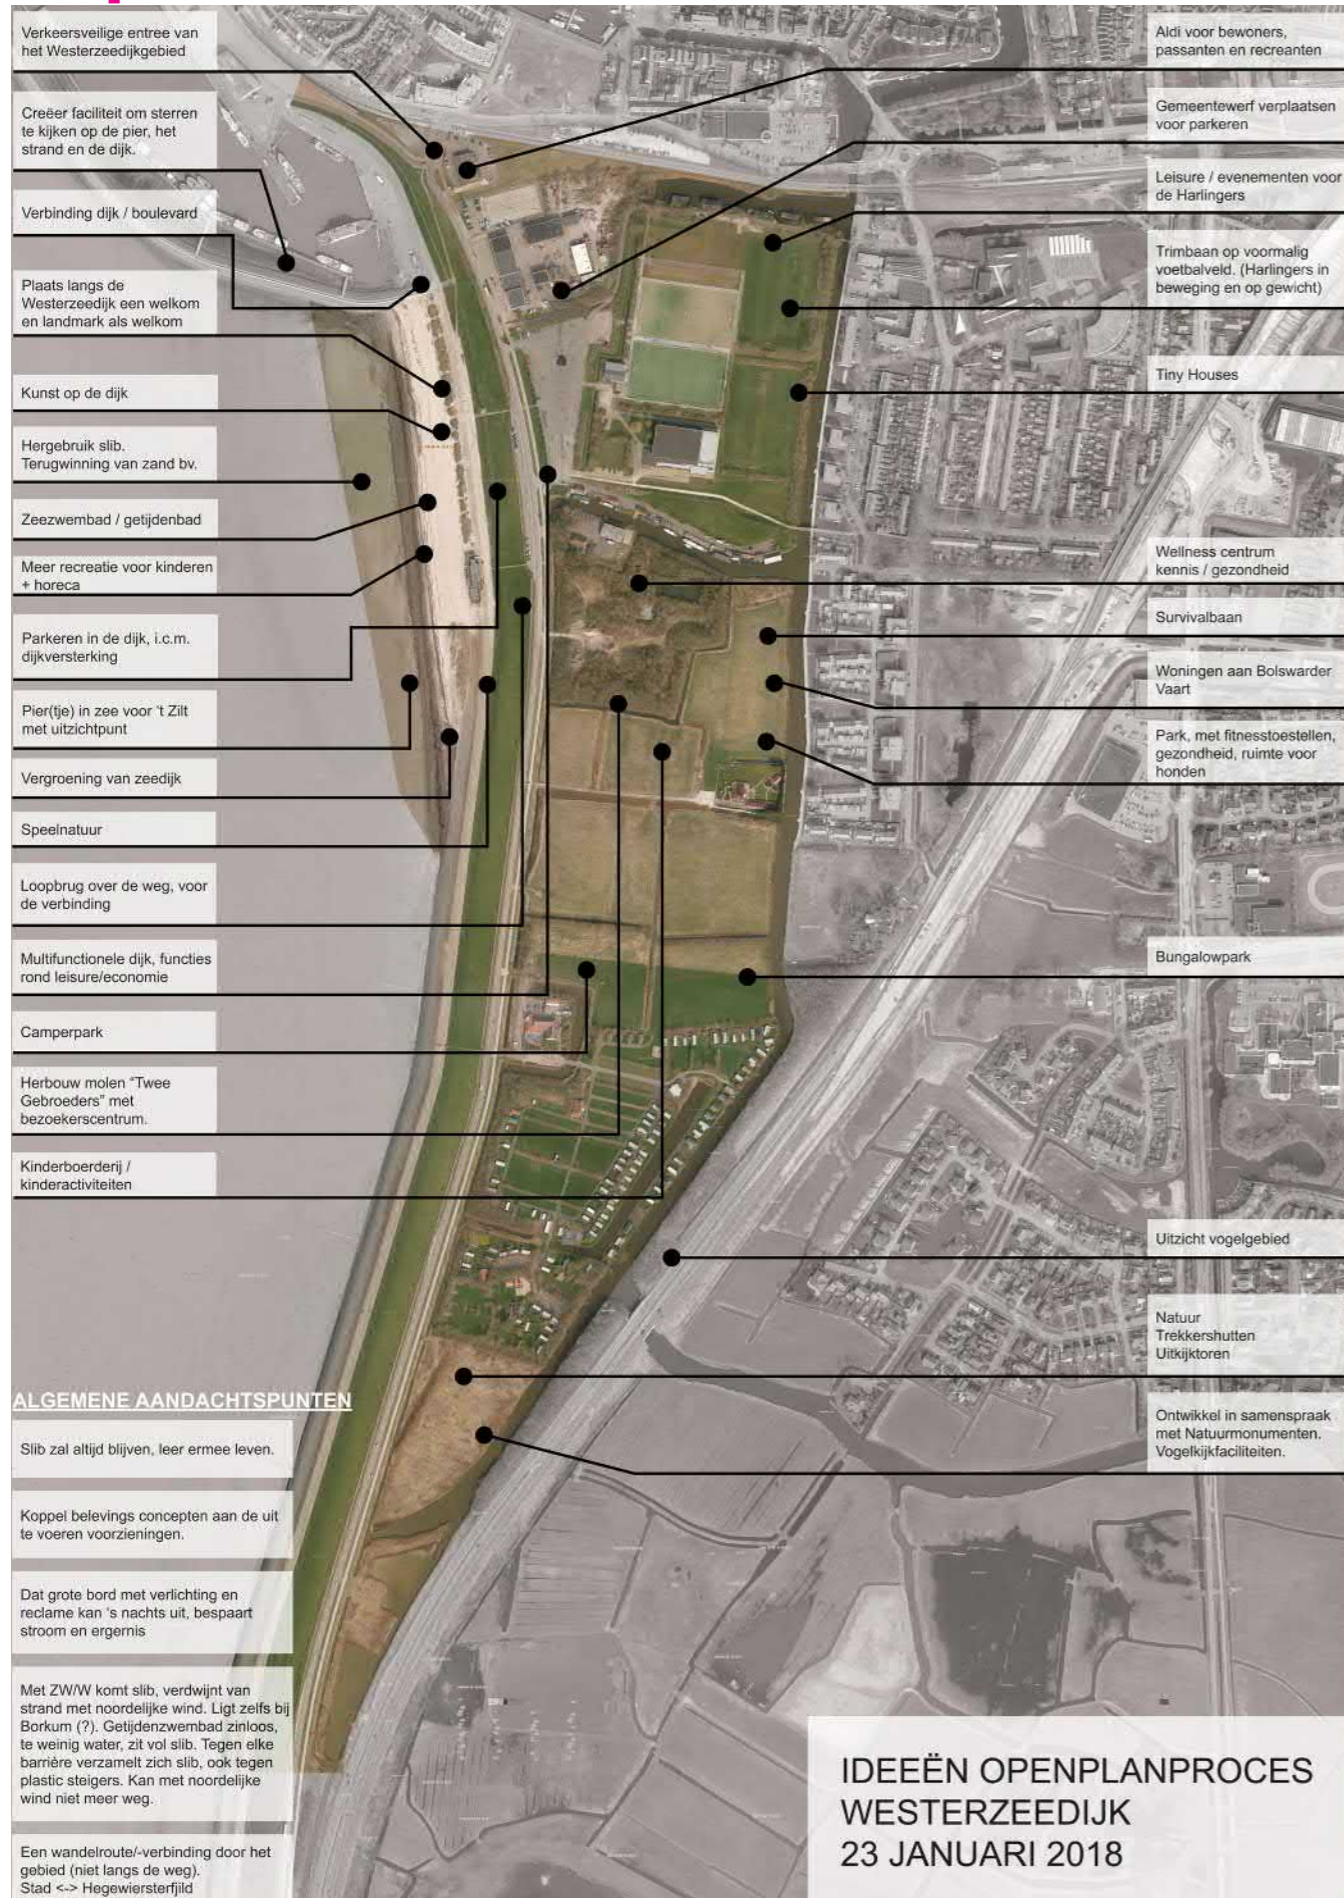 Verkeersveilige entree van
het Westerzeedijkgebied
Creëer faciliteit om sterren
te kijken op de pier, het
strand en de dijk.
Verbinding dijk / boulevard
Plaats langs de
Westerzeedijk een welkom
en landmark als welkom
Kunst op de dijk
Hergebruik slib.
Terugwinning van zand bv.
Zeezwembad / getijdenbad
Meer recreatie voor kinderen
+ horeca
Parkeren in de dijk, i.c.m.
dijkversterking
Pier(tje) in zee voor ‘t Zilt
met uitzichtpunt
Vergroening van zeedijk
Speelnatuur
Loopbrug over de weg, voor
de verbinding
Multifunctionele dijk, functies
rond leisure/economie
Camperpark
Herbouw molen “Twee
Gebroeders” met
bezoekerscentrum.
Kinderboerderij /
kinderactiviteiten
Aldi voor bewoners,
passanten en recreanten
Gemeentewerf verplaatsen
voor parkeren
Leisure / evenementen voor
de Harlingers
Trimbaan op voormalig
voetbalveld. (Harlingers in
beweging en op gewicht)
Tiny Houses
Wellness centrum
kennis / gezondheid
Survivalbaan
Woningen aan Bolswarder
Vaart
Park, met fitnesstoestellen,
gezondheid, ruimte voor
honden
Bungalowpark
Uitzicht vogelgebied
Natuur
Trekkershutten
Uitkijktoren
Ontwikkel in samenspraak
met Natuurmonumenten.
Vogelkijkfaciliteiten.
ALGEMENE AANDACHTSPUNTEN
Slib zal altijd blijven, leer ermee leven.
Koppel belevings concepten aan de uit
te voeren voorzieningen.
Dat grote bord met verlichting en
reclame kan ‘s nachts uit, bespaart
stroom en ergernis
Met ZW/W komt slib, verdwijnt van
strand met noordelijke wind. Ligt zelfs bij
Borkum (?). Getijdenzwembad zinloos,
te weinig water, zit vol slib. Tegen elke
barrière verzamelt zich slib, ook tegen
plastic steigers. Kan met noordelijke
wind niet meer weg.
Een wandelroute/-verbinding door het
gebied (niet langs de weg).
Stad <-> Hegewiersterfjild
IDEEËN OPENPLANPROCES
WESTERZEEDIJK
23 JANUARI 2018